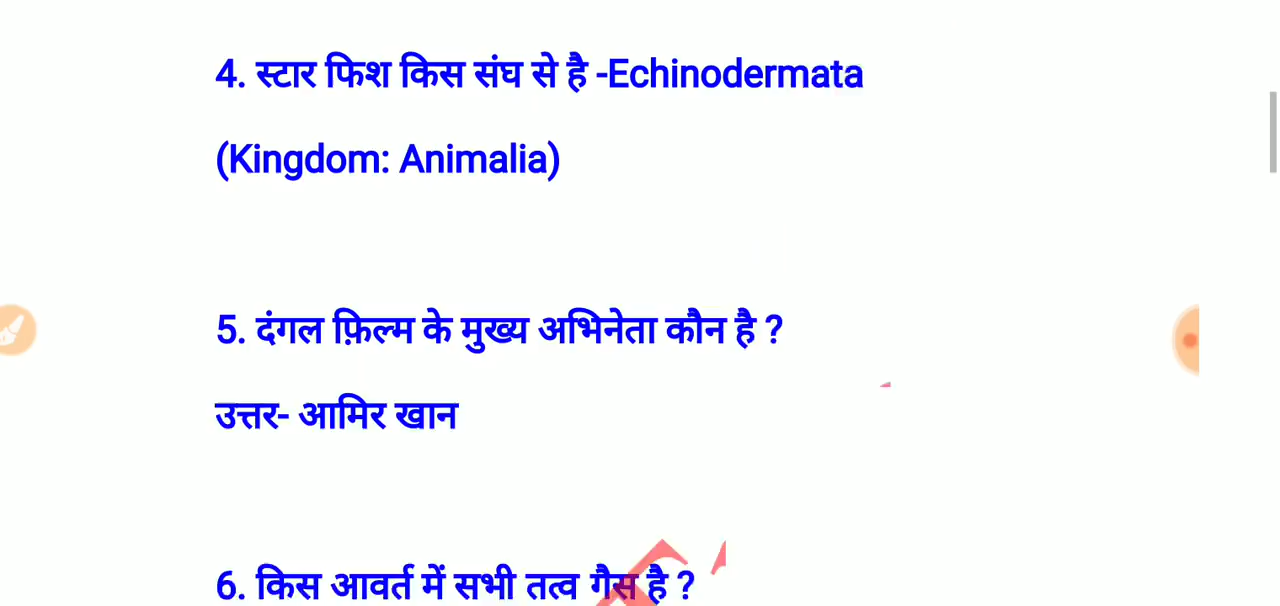 4. स्टार फिश किस संघ से है -Echinodermata
(Kingdom: Animalia)
5. दंगल फ़िल्म के मुख्य अभिनेता कौन है ?
उत्तर- आमिर खान
6. किस आवर्त में सभी तत्व गैस है ?